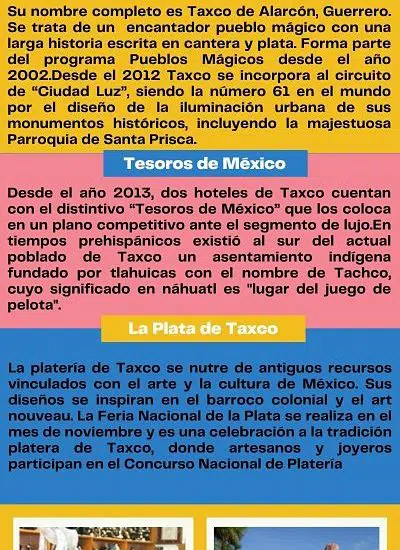 Su nombre completo es Taxco de Alarcón, Guerrero.
Se trata de un encantador pueblo mágico con una
larga historia escrita en cantera y plata. Forma parte
del programa Pueblos Mágicos desde el año
2002.Desde el 2012 Taxco se incorpora al circuito
de “Ciudad Luz”, siendo la número 61 en el mundo
por el diseño de la iluminación urbana de sus
monumentos históricos, incluyendo la majestuosa
Parroquia de Santa Prisca.
Tesoros de México
Desde el año 2013, dos hoteles de Taxco cuentan
con el distintivo “Tesoros de México” que los coloca
en un plano competitivo ante el segmento de lujo.En
tiempos prehispánicos existió al sur del actual
poblado de Taxco un asentamiento indígena
fundado por tlahuicas con el nombre de Tachco,
cuyo significado en náhuatl es "lugar del juego de
pelota".
La Plata de Taxco
La platería de Taxco se nutre de antiguos recursos
vinculados con el arte y la cultura de México. Sus
diseños se inspiran en el barroco colonial y el art
nouveau. La Feria Nacional de la Plata se realiza en el
mes de noviembre y es una celebración a la tradición
platera de Taxco, donde artesanos y joyeros
participan en el Concurso Nacional de Platería